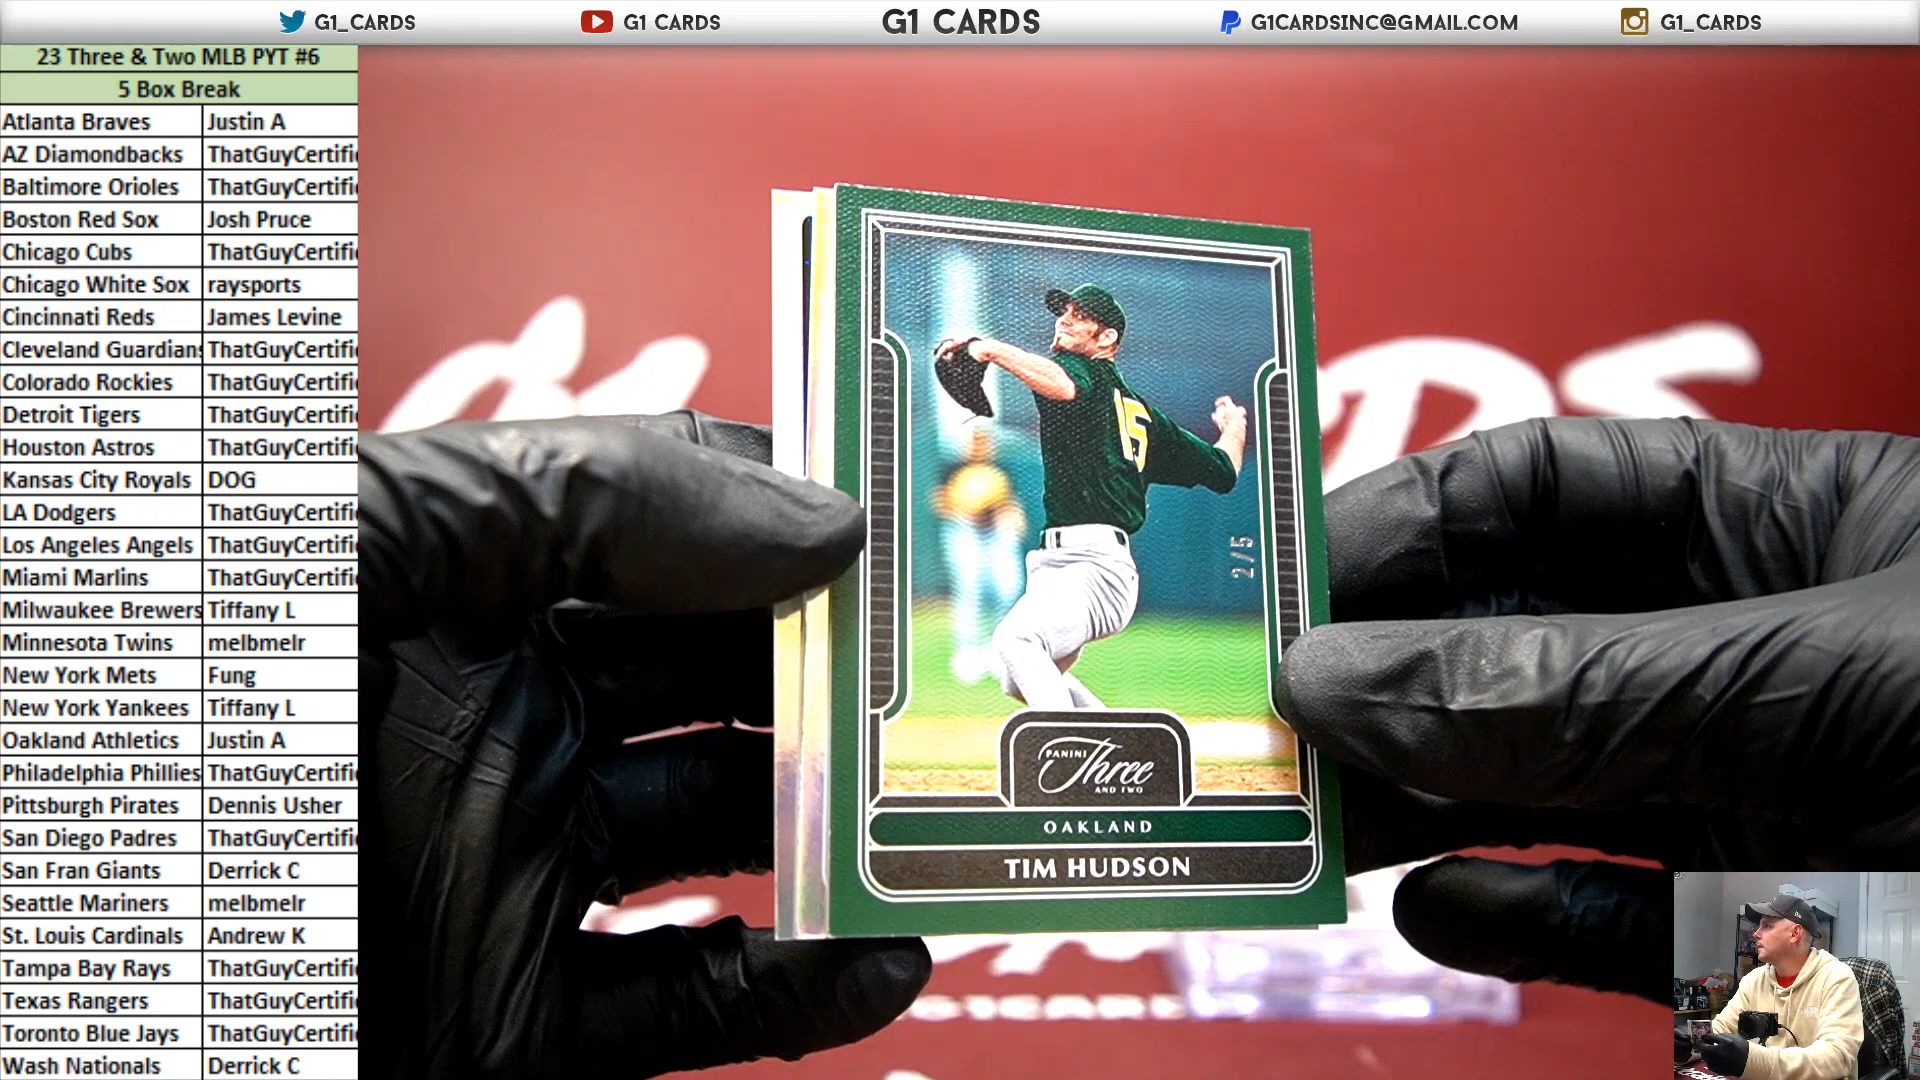 G1_CARDS
G1 CARDS
G1 CARDS
G1CARDSINC@GMAIL.COM
G1_CARDS
23 Three & Two MLB PYT #6
5 Box Break
Atlanta Braves Justin A
AZ Diamondbacks ThatGuyCertifi
Baltimore Orioles ThatGuyCertifi
Boston Red Sox Josh Pruce
Chicago Cubs ThatGuyCertifi
Chicago White Sox raysports
Cincinnati Reds James Levine
Cleveland Guardians ThatGuyCertifi
Colorado Rockies ThatGuyCertifi
Detroit Tigers ThatGuyCertifi
Houston Astros ThatGuyCertifi
Kansas City Royals DOG
LA Dodgers ThatGuyCertifi
Los Angeles Angels ThatGuyCertifi
Miami Marlins ThatGuyCertifi
Milwaukee Brewers Tiffany L
Minnesota Twins melbmelr
New York Mets Fung
New York Yankees Tiffany L
Oakland Athletics Justin A
Philadelphia Phillies ThatGuyCertifi
Pittsburgh Pirates Dennis Usher
San Diego Padres ThatGuyCertifi
San Fran Giants Derrick C
Seattle Mariners melbmelr
St. Louis Cardinals Andrew K
Tampa Bay Rays ThatGuyCertifi
Texas Rangers ThatGuyCertifi
Toronto Blue Jays ThatGuyCertifi
Wash Nationals Derrick C
15
2/5
PANINI
Three
AND TWO
OAKLAND
TIM HUDSON